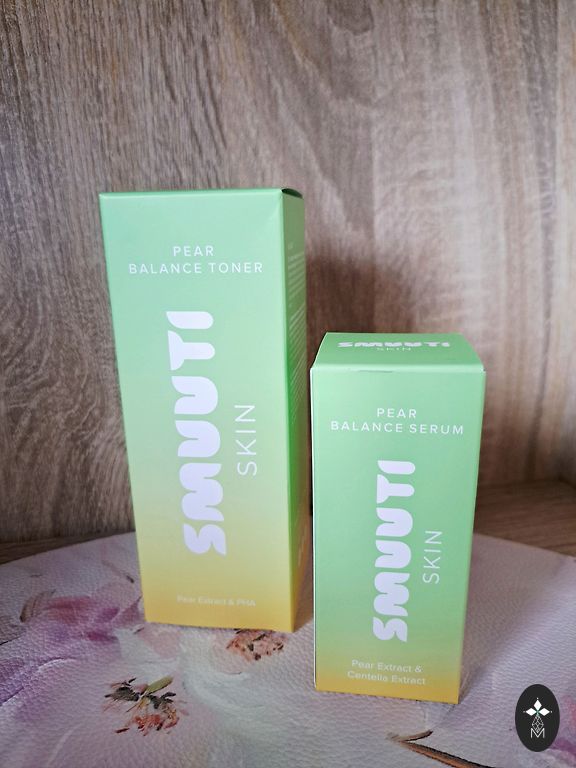 PEAR
BALANCE TONER
SMUUTI
SKIN
Pear Extract & PHA
SMUUTI
SKIN
PEAR
BALANCE SERUM
SMUUTI
SKIN
Pear Extract &
Centella Extract
M